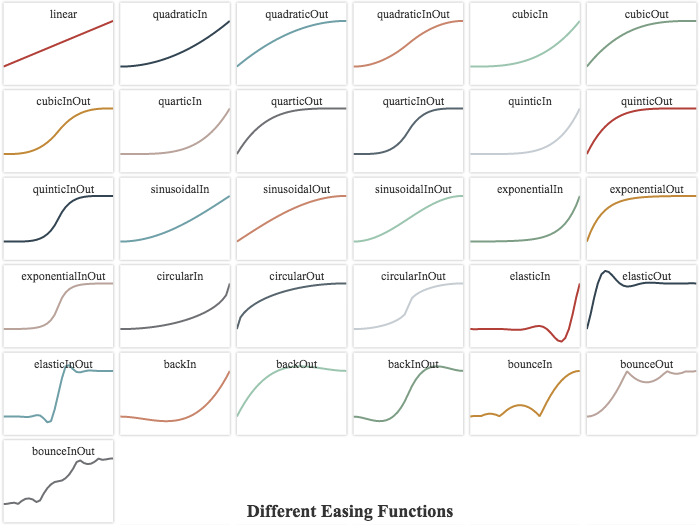 linear
quadraticIn
quadraticOut
quadraticInOut
cubicIn
cubicOut
cubicInOut
quarticIn
quarticOut
quarticInOut
quinticIn
quinticOut
quinticInOut
sinusoidalIn
sinusoidalOut
sinusoidalInOut
exponentialIn
exponentialOut
exponentialInOut
circularIn
circularOut
circularInOut
elasticIn
elasticOut
elasticInOut
backIn
backOut
backInOut
bounceIn
bounceOut
bounceInOut
Different Easing Functions